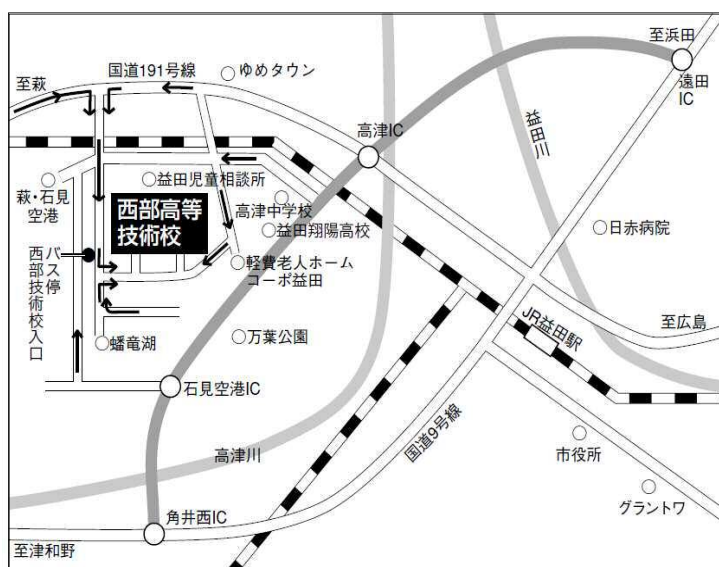 至浜田
遠田
IC
国道191号線
ゆめタウン
至萩
高津IC
益田川
益田児童相談所
萩・石見
空港
西部高等
技術校
高津中学校
益田翔陽高校
日赤病院
バス停
西部技術校入口
軽費老人ホーム
コーポ益田
JR益田駅
至広島
蟠竜湖
万葉公園
石見空港IC
国道9号線
高津川
市役所
グラントワ
角井西IC
至津和野